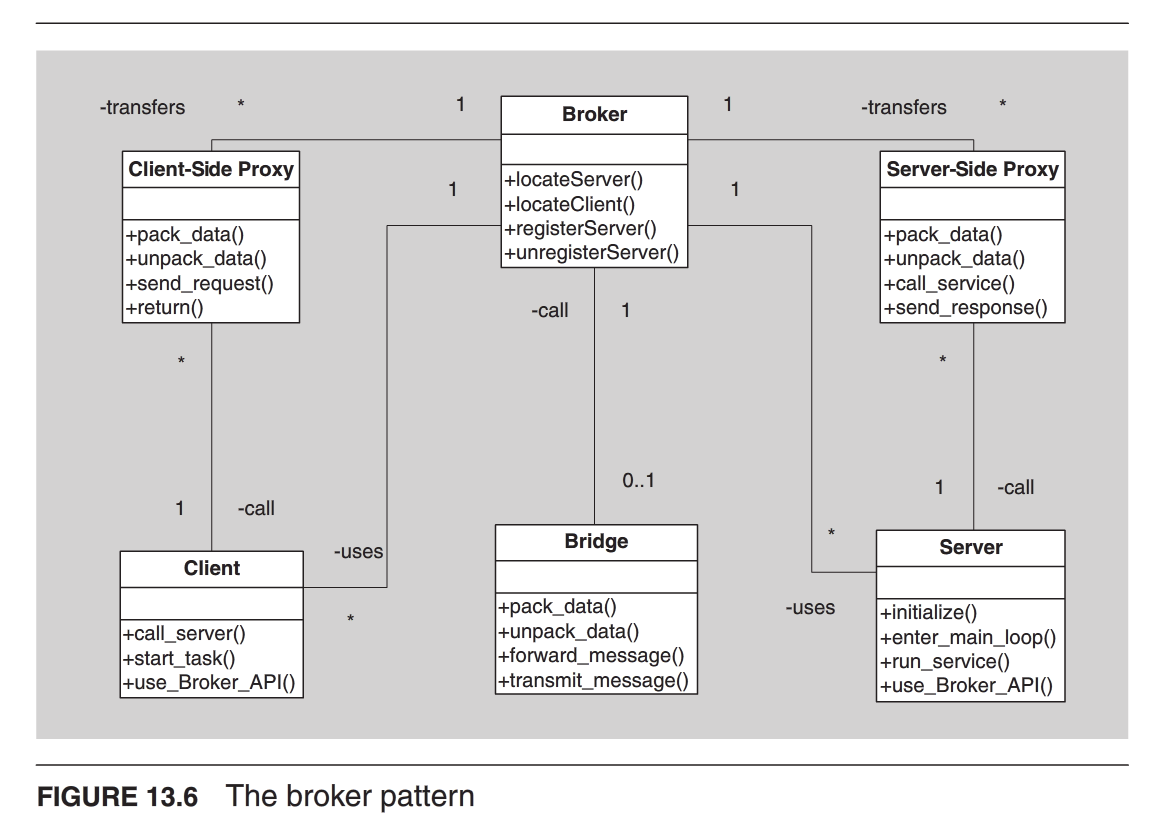 -transfers * 1 Broker 1 -transfers *
Client-Side Proxy
+pack_data()
+unpack_data()
+send_request()
+return()
1
+locateServer()
+locateClient()
+registerServer()
+unregisterServer()
1
Server-Side Proxy
+pack_data()
+unpack_data()
+call_service()
+send_response()
-call 1
*
*
0..1
1 -call
1 -call
-uses
*
*
-uses
Client
+call_server()
+start_task()
+use_Broker_API()
Bridge
+pack_data()
+unpack_data()
+forward_message()
+transmit_message()
Server
+initialize()
+enter_main_loop()
+run_service()
+use_Broker_API()
FIGURE 13.6 The broker pattern